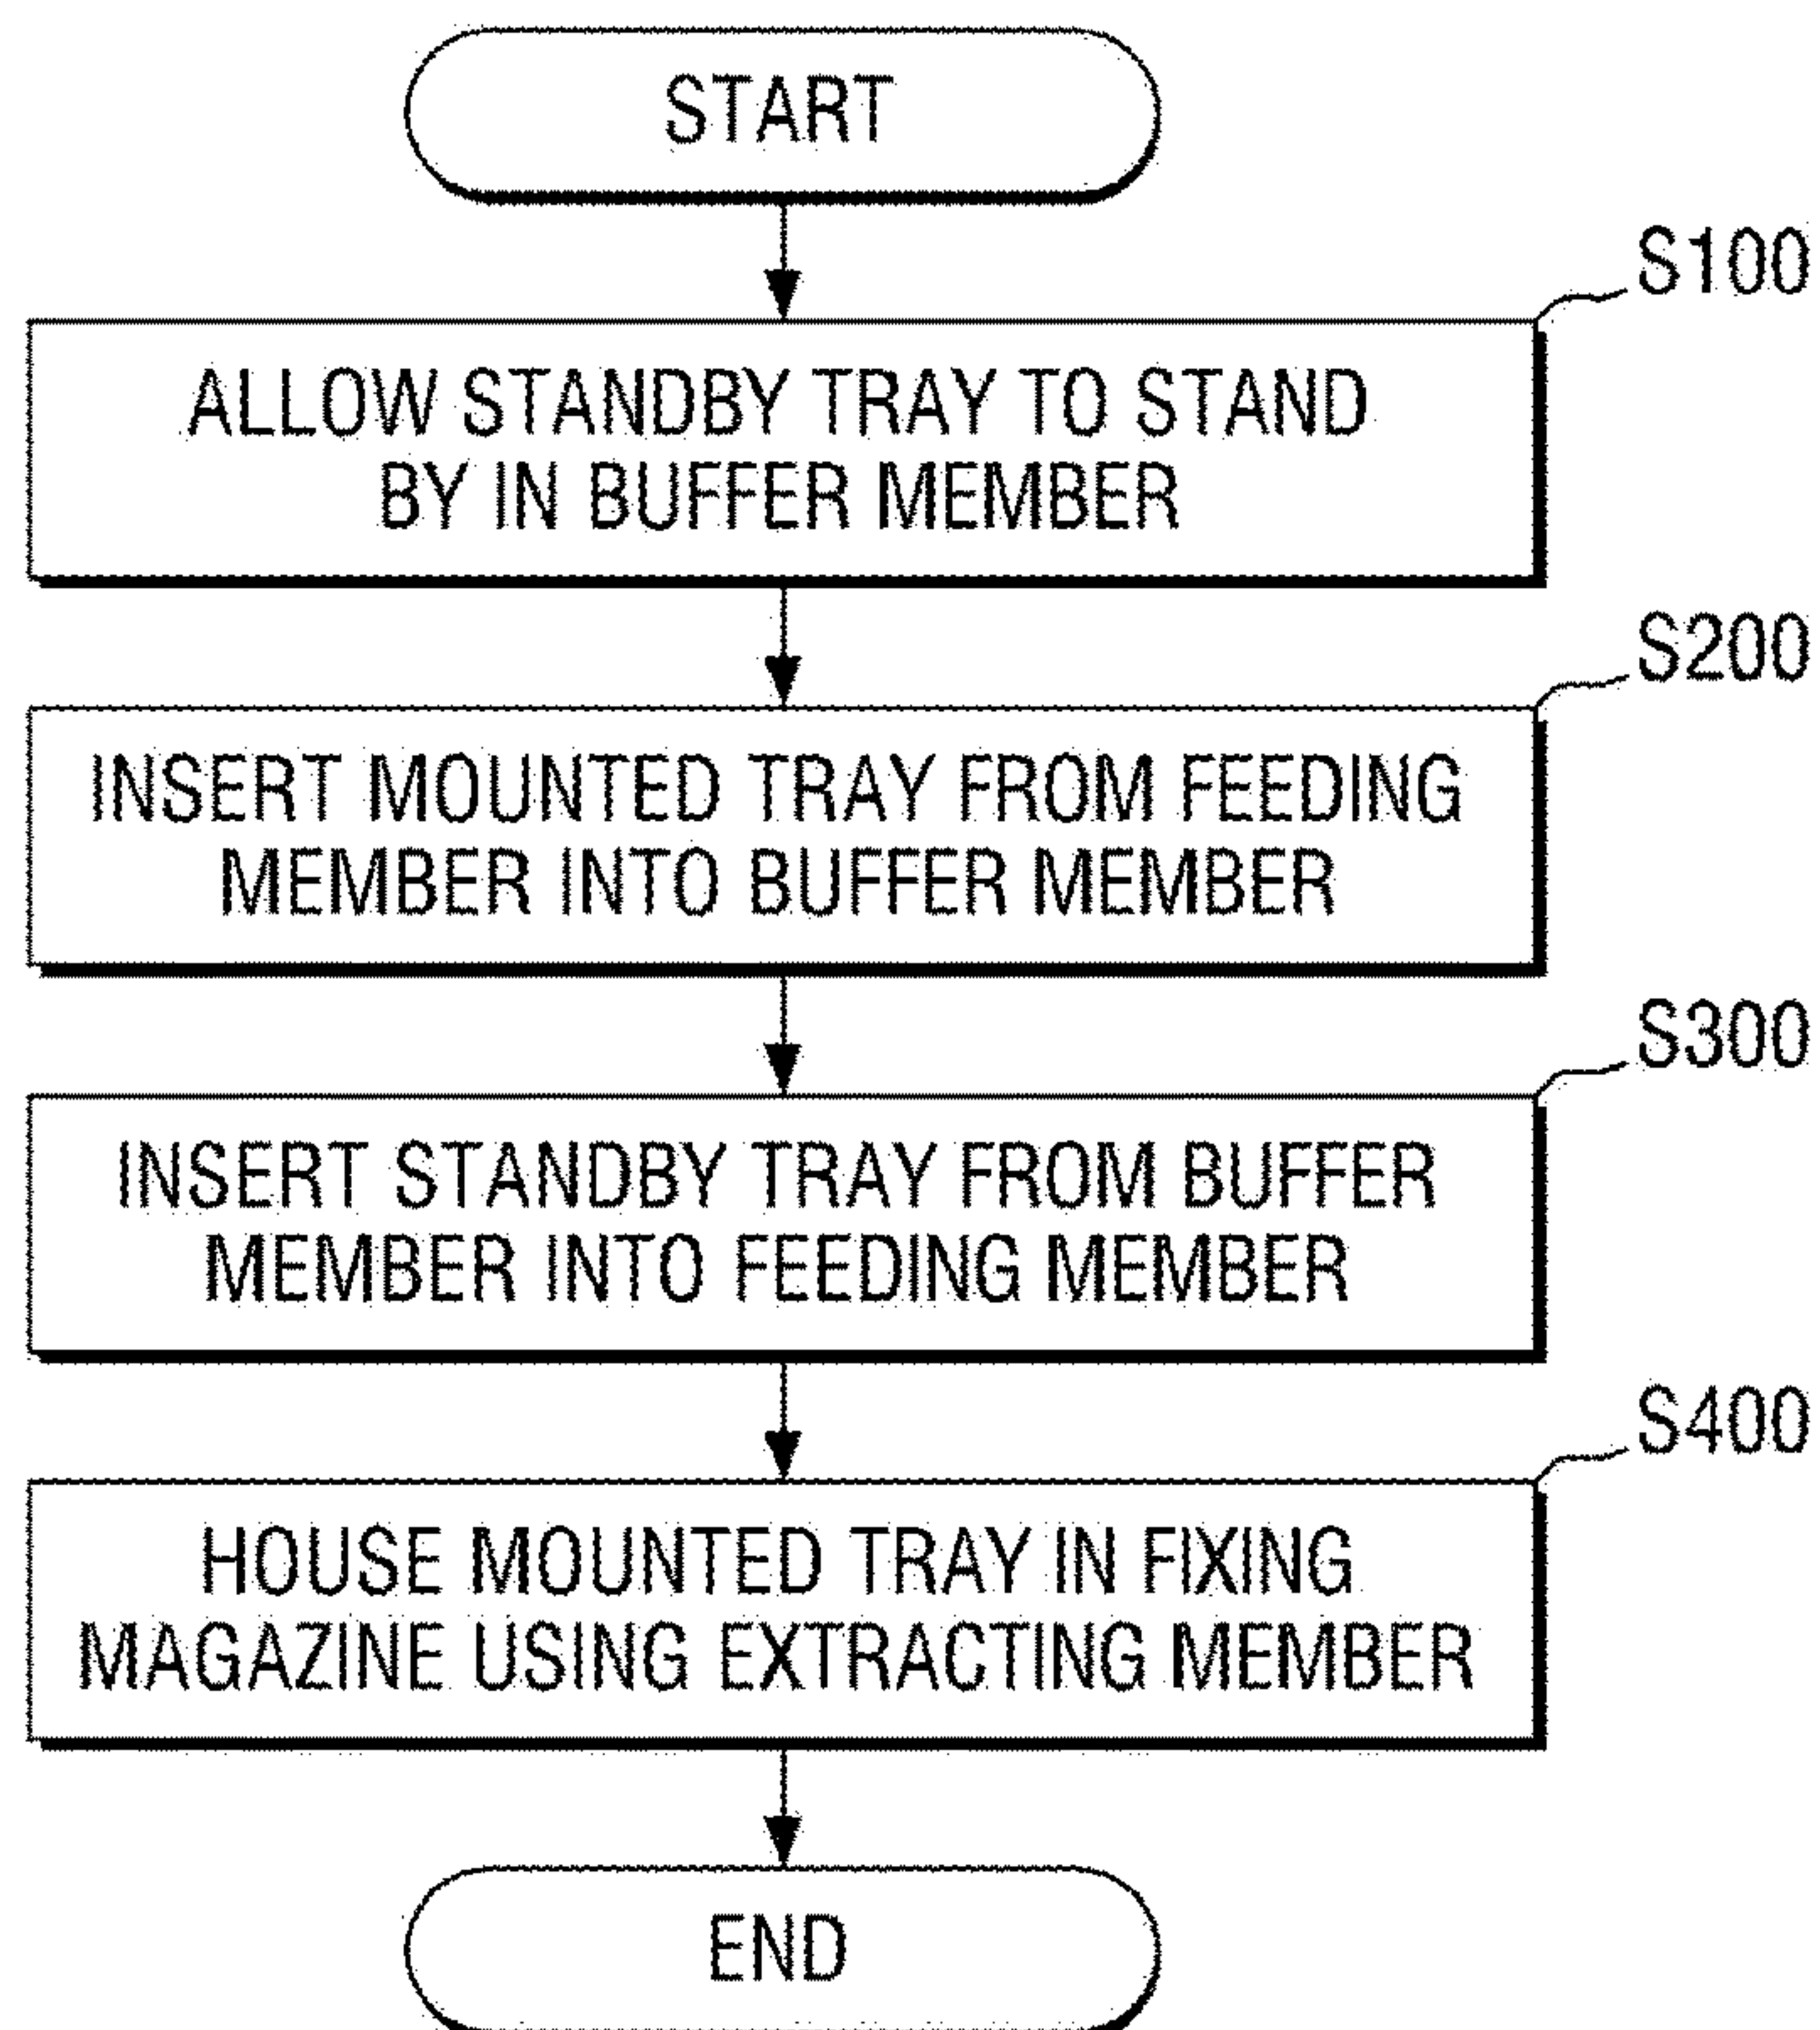 START
S100
ALLOW STANDBY TRAY TO STAND
BY IN BUFFER MEMBER
S200
INSERT MOUNTED TRAY FROM FEEDING
MEMBER INTO BUFFER MEMBER
S300
INSERT STANDBY TRAY FROM BUFFER
MEMBER INTO FEEDING MEMBER
S400
HOUSE MOUNTED TRAY IN FIXING
MAGAZINE USING EXTRACTING MEMBER
END